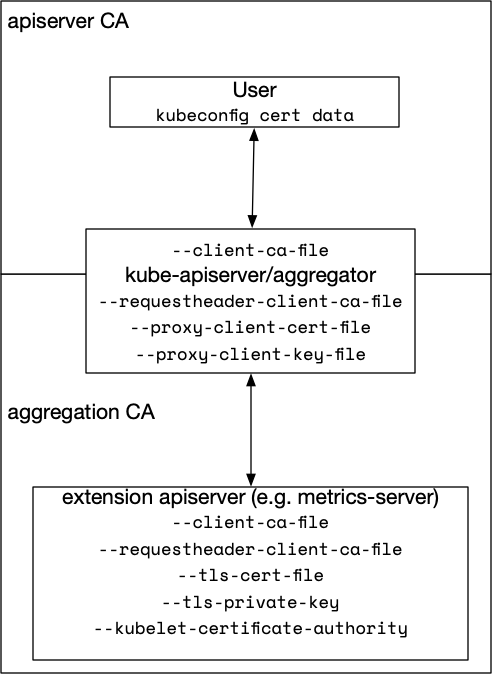 apiserver CA
User
kubeconfig cert data
--client-ca-file
kube-apiserver/aggregator
--requestheader-client-ca-file
--proxy-client-cert-file
--proxy-client-key-file
aggregation CA
extension apiserver (e.g. metrics-server)
--client-ca-file
--requestheader-client-ca-file
--tls-cert-file
--tls-private-key
--kubelet-certificate-authority